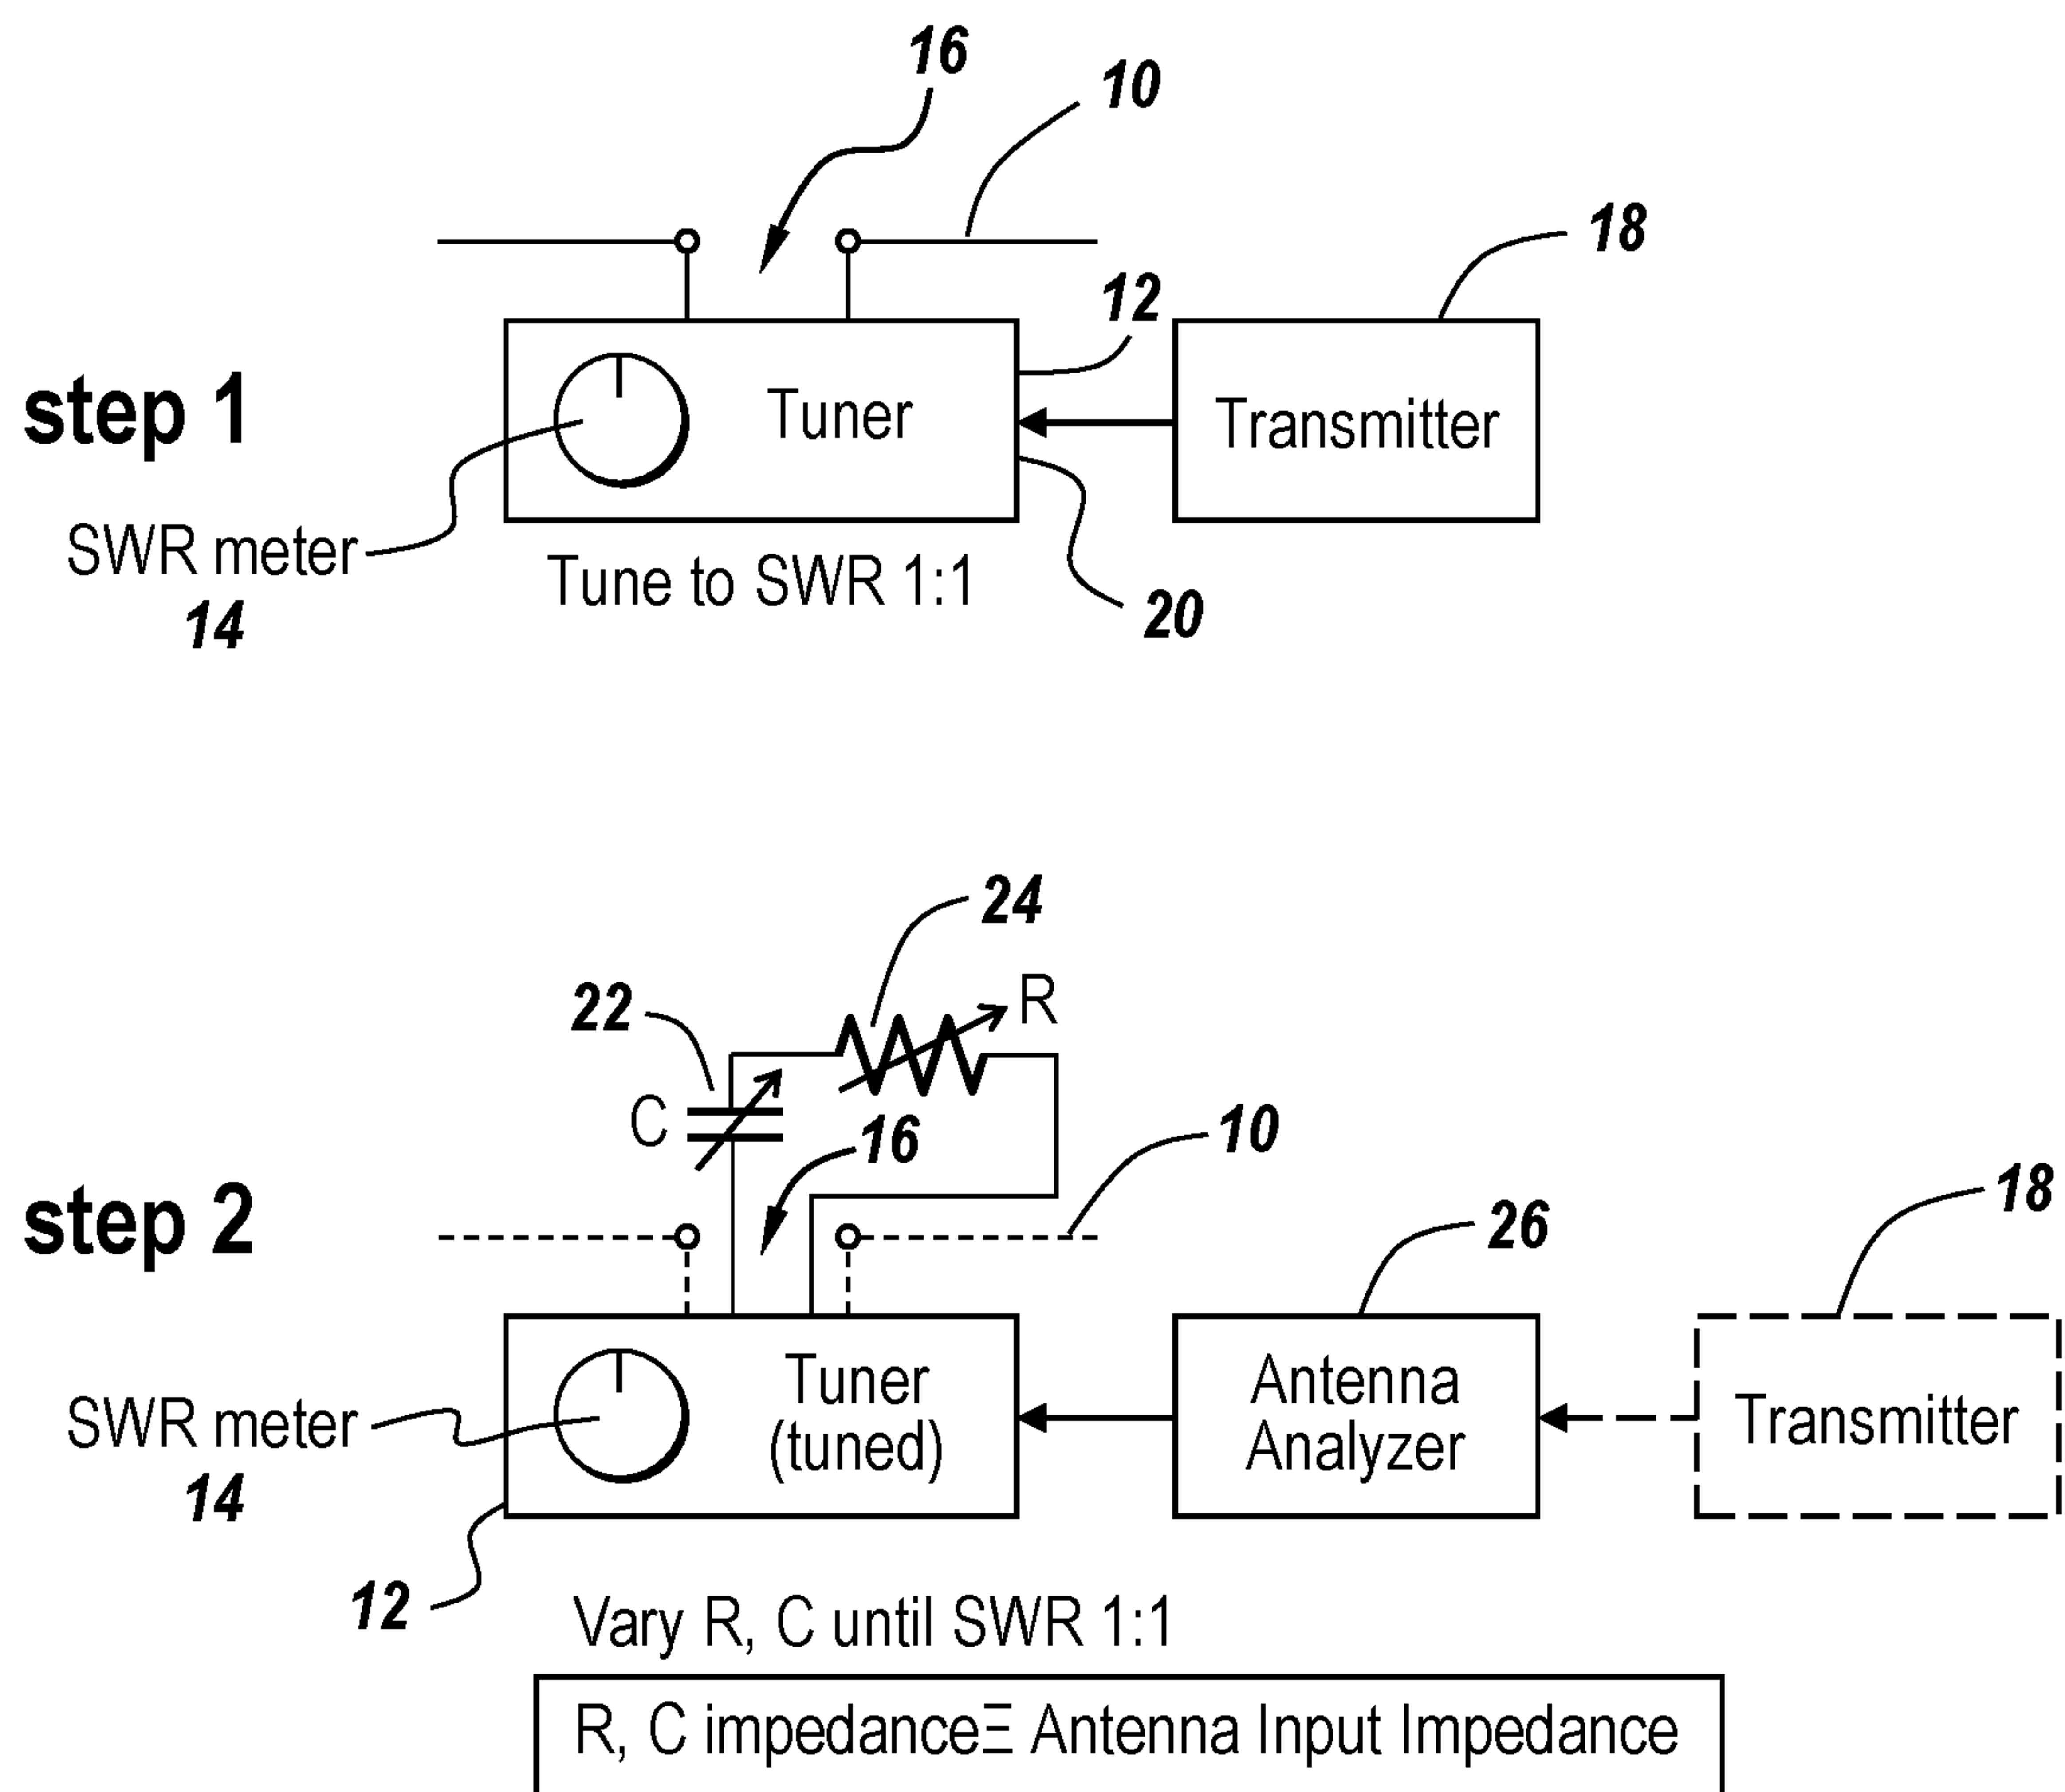 16
10
18
12
step 1
Tuner
Transmitter
SWR meter
14
Tune to SWR 1:1
20
24
22
R
C
16
10
step 2
26
18
SWR meter
14
Tuner
(tuned)
Antenna
Analyzer
Transmitter
12
Vary R, C until SWR 1:1
R, C impedance≡ Antenna Input Impedance